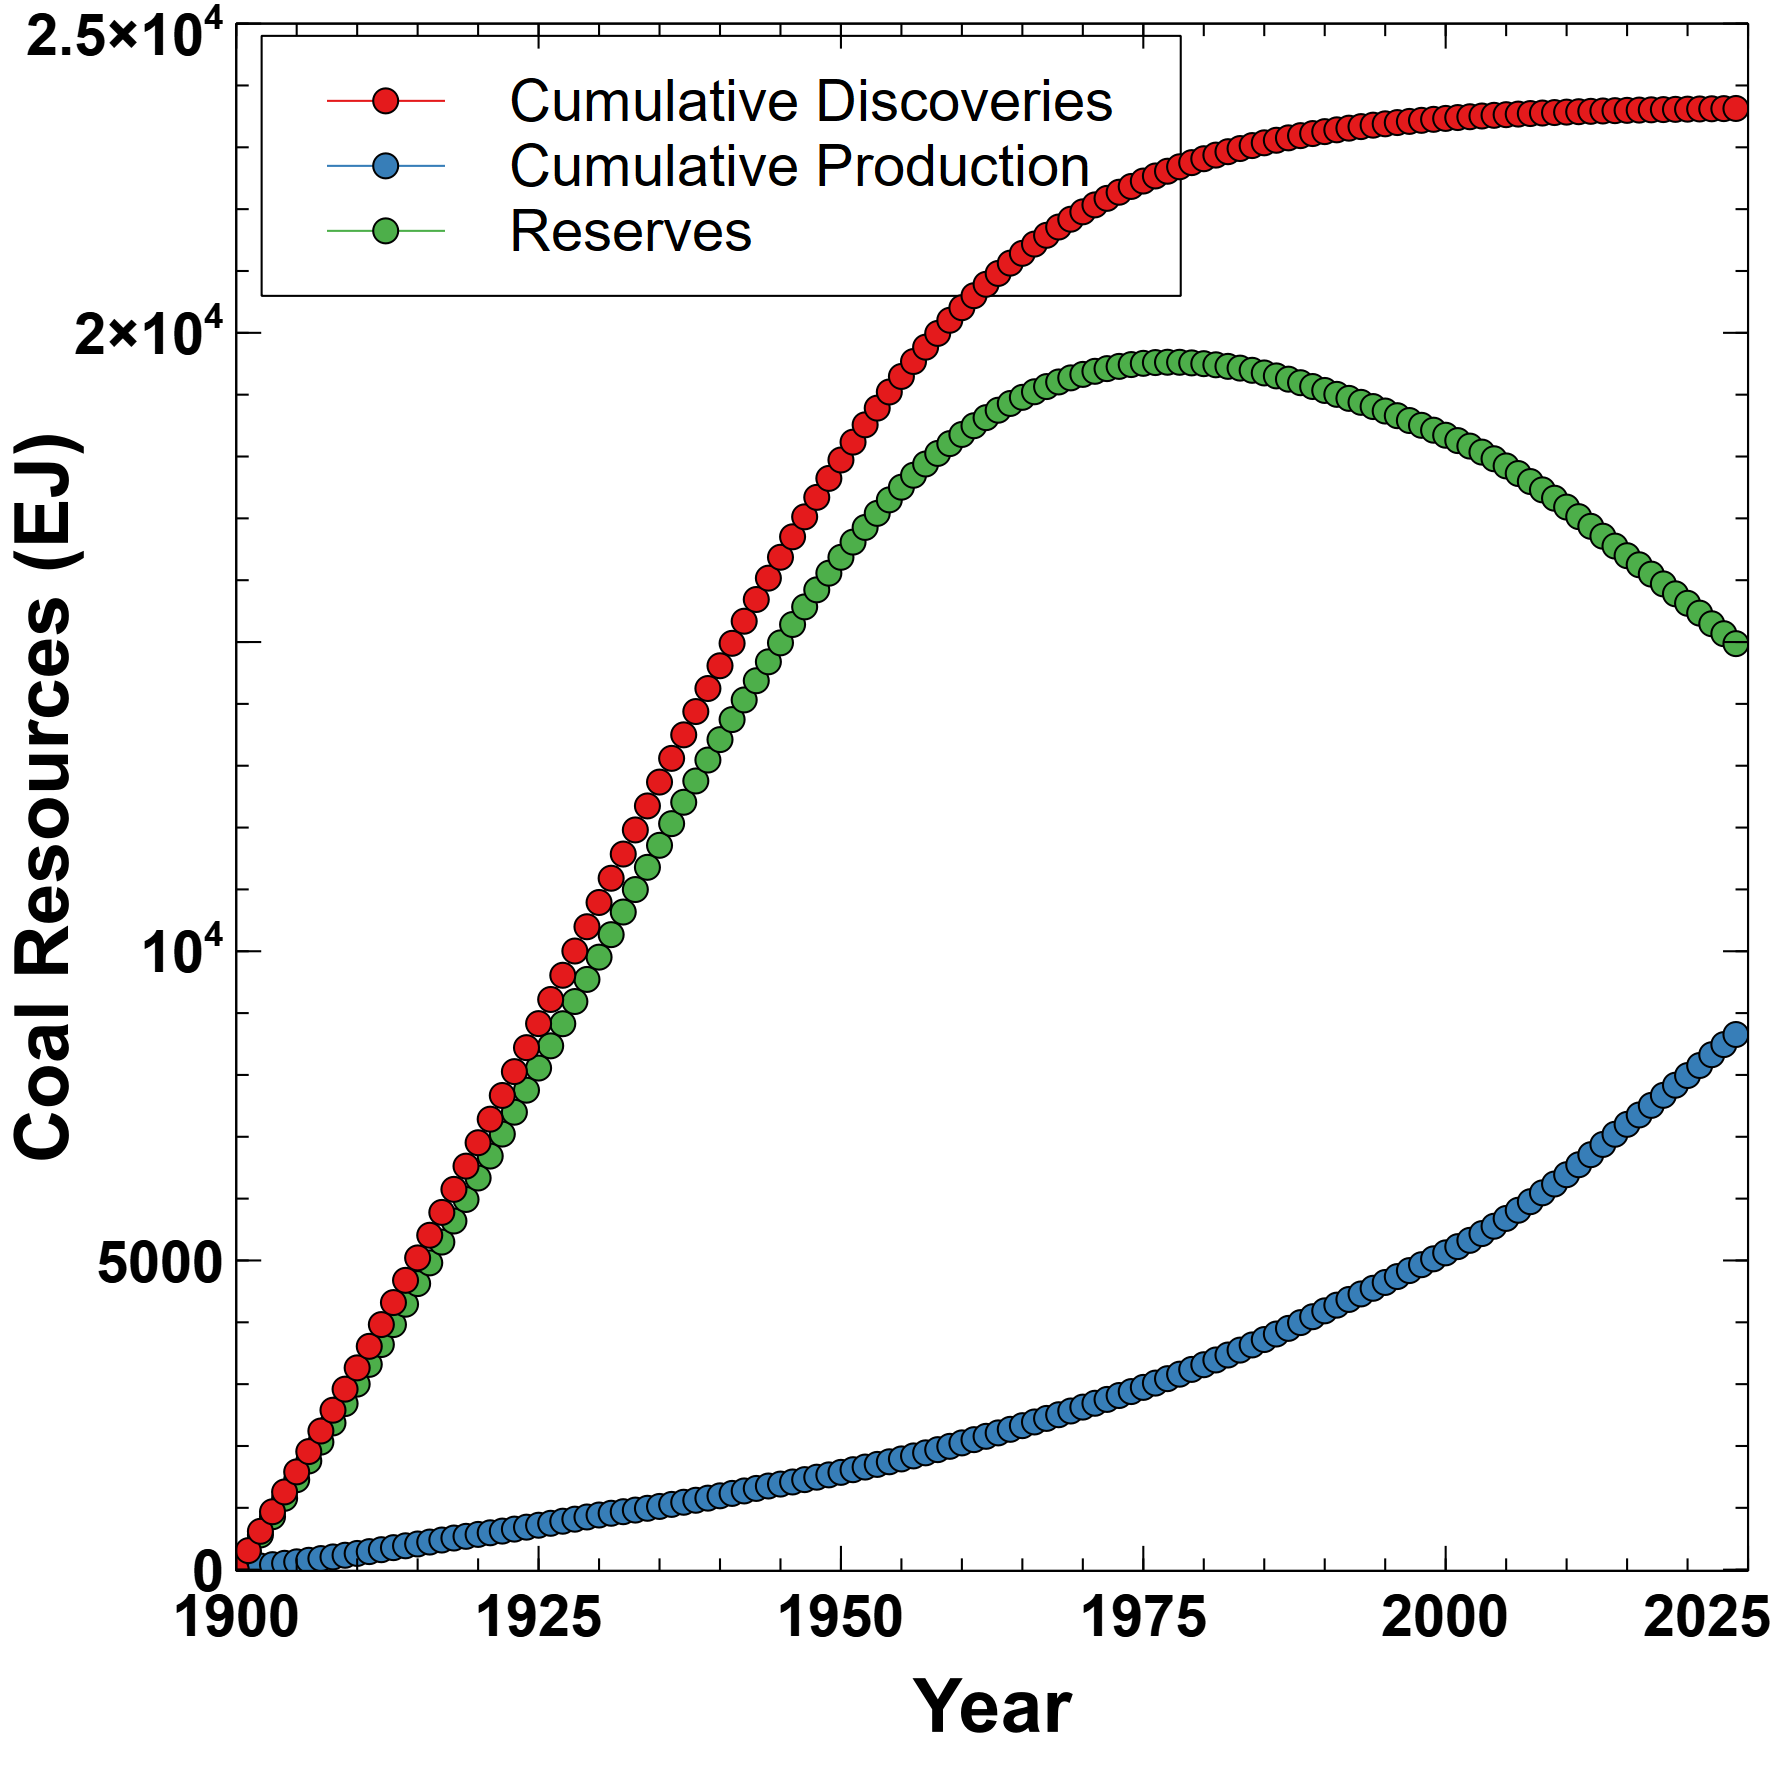 2.5×10⁴
Cumulative Discoveries
Cumulative Production
Reserves
2×10⁴
10⁴
5000
0
Coal Resources (EJ)
1900 1925 1950 1975 2000 2025
Year